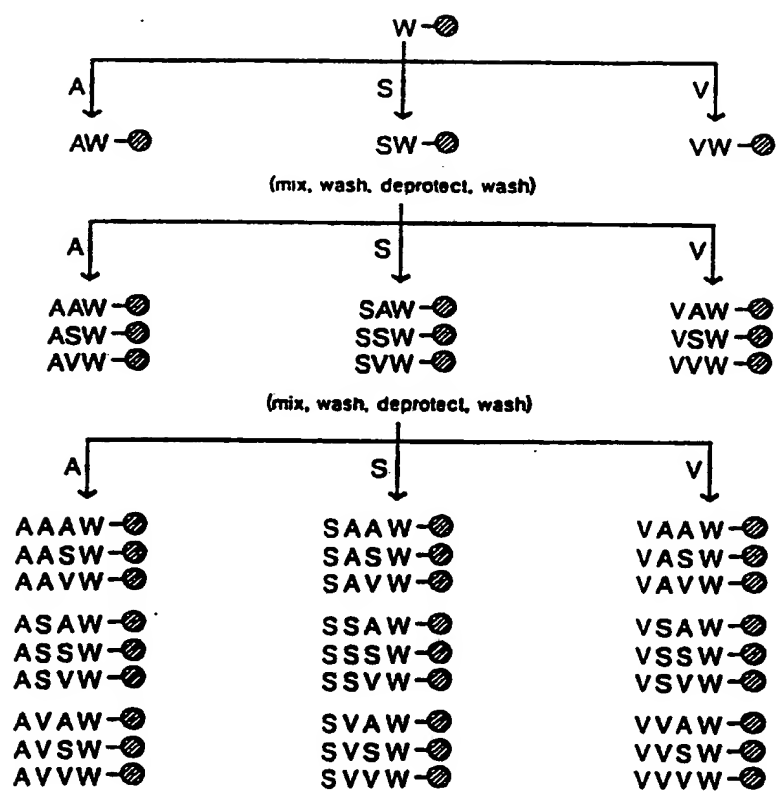 W
A S V
AW SW VW
(mix, wash, deprotect, wash)
A S V
AAW SAW VAW
ASW SSW VSW
AVW SVW VVW
(mix, wash, deprotect, wash)
A S V
AAAW SAAW VAAW
AASW SASW VASW
AAVW SAVW VAVW
ASAW SSAW VSAW
ASSW SSSW VSSW
ASVW SSVW VSVW
AVAW SVAW VVAW
AVSW SVSW VVSW
AVVW SVVW VVVW